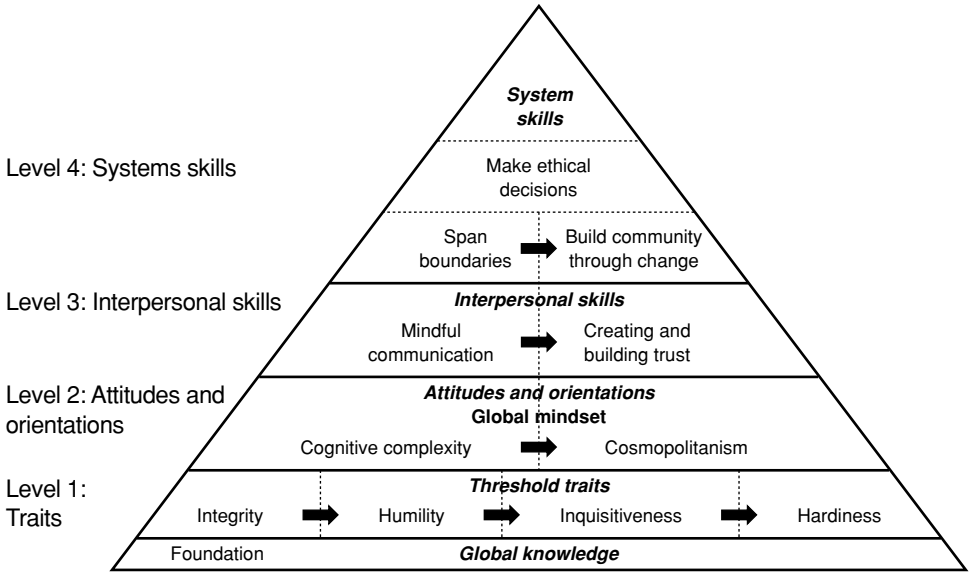 System
skills
Level 4: Systems skills
Make ethical
decisions
Span
boundaries
Build community
through change
Level 3: Interpersonal skills
Interpersonal skills
Mindful
communication
Creating and
building trust
Level 2: Attitudes and
orientations
Attitudes and orientations
Global mindset
Cognitive complexity
Cosmopolitanism
Level 1:
Traits
Threshold traits
Integrity
Humility
Inquisitiveness
Hardiness
Foundation
Global knowledge